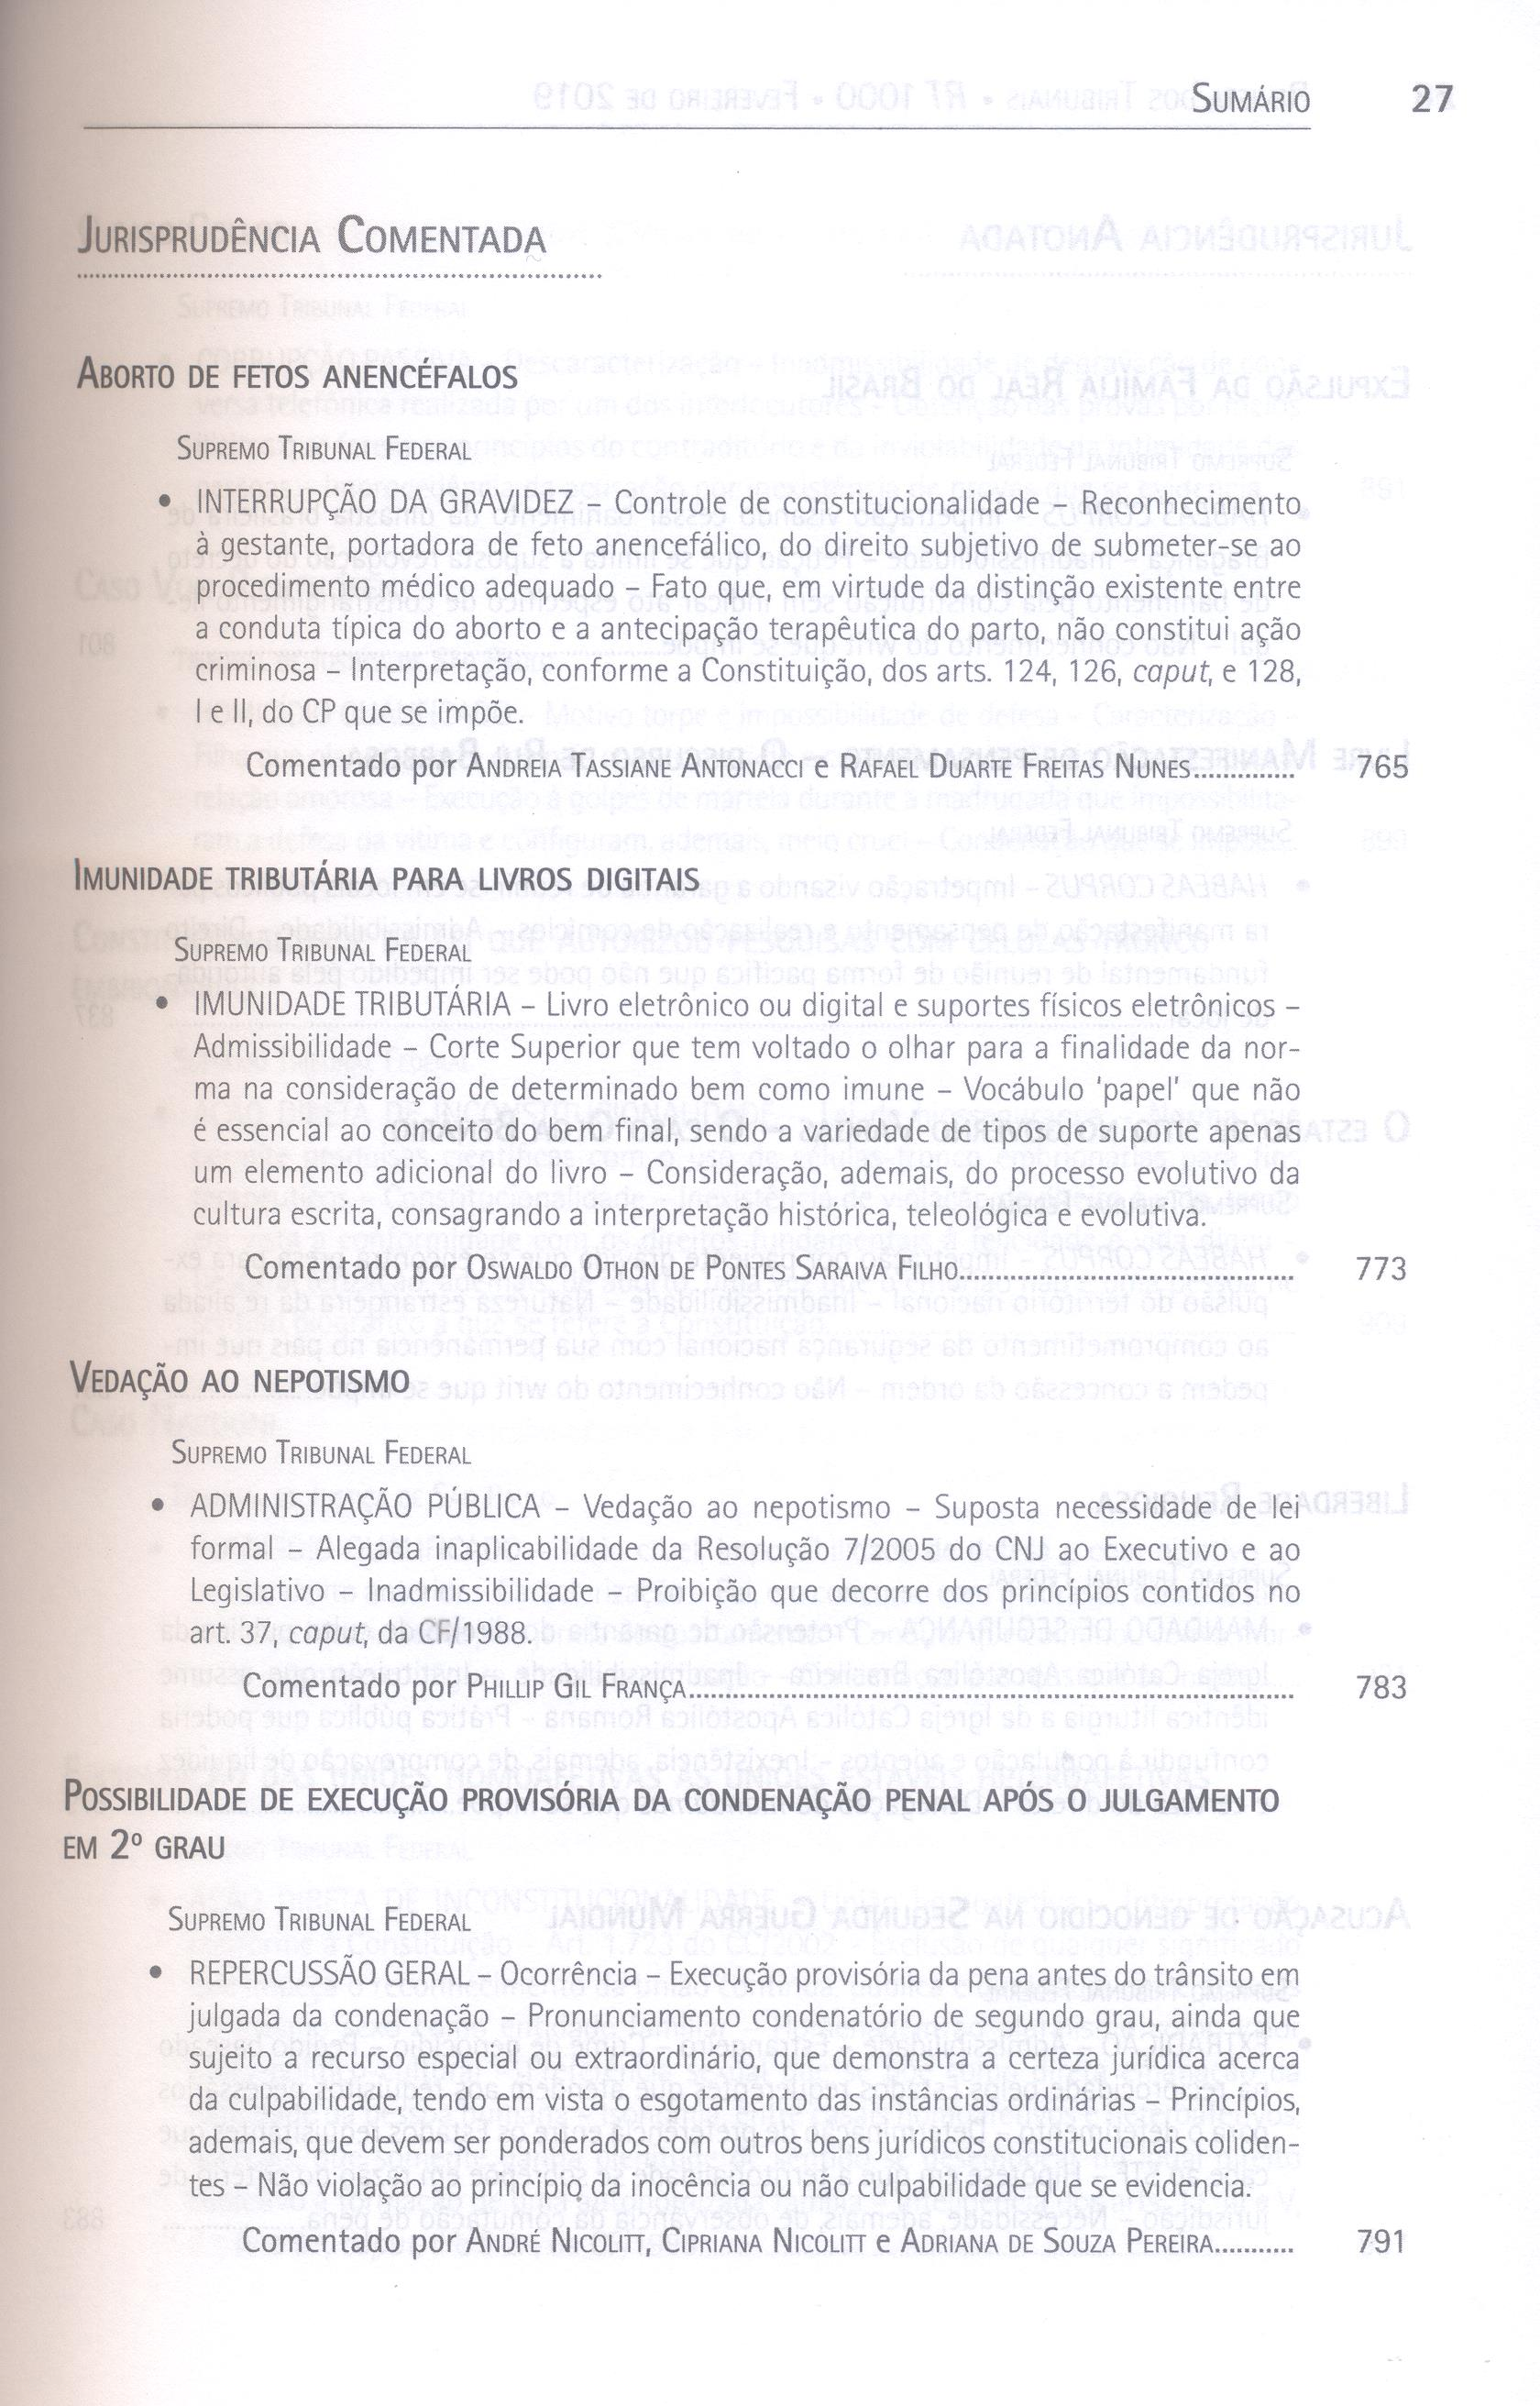 SUMÁRIO 27
JURISPRUDÊNCIA COMENTADA
ABORTO DE FETOS ANENCÉFALOS
SUPREMO TRIBUNAL FEDERAL
• INTERRUPÇÃO DA GRAVIDEZ – Controle de constitucionalidade – Reconhecimento
à gestante, portadora de feto anencefálico, do direito subjetivo de submeter-se ao
procedimento médico adequado – Fato que, em virtude da distinção existente entre
a conduta típica do aborto e a antecipação terapêutica do parto, não constitui ação
criminosa – Interpretação, conforme a Constituição, dos arts. 124, 126, caput, e 128,
I e II, do CP que se impõe.
Comentado por ANDREIA TASSIANE ANTONACCI e RAFAEL DUARTE FREITAS NUNES.............. 765
IMUNIDADE TRIBUTÁRIA PARA LIVROS DIGITAIS
SUPREMO TRIBUNAL FEDERAL
• IMUNIDADE TRIBUTÁRIA – Livro eletrônico ou digital e suportes físicos eletrônicos –
Admissibilidade – Corte Superior que tem voltado o olhar para a finalidade da nor-
ma na consideração de determinado bem como imune – Vocábulo 'papel' que não
é essencial ao conceito do bem final, sendo a variedade de tipos de suporte apenas
um elemento adicional do livro – Consideração, ademais, do processo evolutivo da
cultura escrita, consagrando a interpretação histórica, teleológica e evolutiva.
Comentado por OSWALDO OTHON DE PONTES SARAIVA FILHO.............................................. 773
VEDAÇÃO AO NEPOTISMO
SUPREMO TRIBUNAL FEDERAL
• ADMINISTRAÇÃO PÚBLICA – Vedação ao nepotismo – Suposta necessidade de lei
formal – Alegada inaplicabilidade da Resolução 7/2005 do CNJ ao Executivo e ao
Legislativo – Inadmissibilidade – Proibição que decorre dos princípios contidos no
art. 37, caput, da CF/1988.
Comentado por PHILLIP GIL FRANÇA.................................................................................... 783
POSSIBILIDADE DE EXECUÇÃO PROVISÓRIA DA CONDENAÇÃO PENAL APÓS O JULGAMENTO
EM 2º GRAU
SUPREMO TRIBUNAL FEDERAL
• REPERCUSSÃO GERAL – Ocorrência – Execução provisória da pena antes do trânsito em
julgada da condenação – Pronunciamento condenatório de segundo grau, ainda que
sujeito a recurso especial ou extraordinário, que demonstra a certeza jurídica acerca
da culpabilidade, tendo em vista o esgotamento das instâncias ordinárias – Princípios,
ademais, que devem ser ponderados com outros bens jurídicos constitucionais coliden-
tes – Não violação ao princípio da inocência ou não culpabilidade que se evidencia.
Comentado por ANDRÉ NICOLITT, CIPRIANA NICOLITT e ADRIANA DE SOUZA PEREIRA........... 791